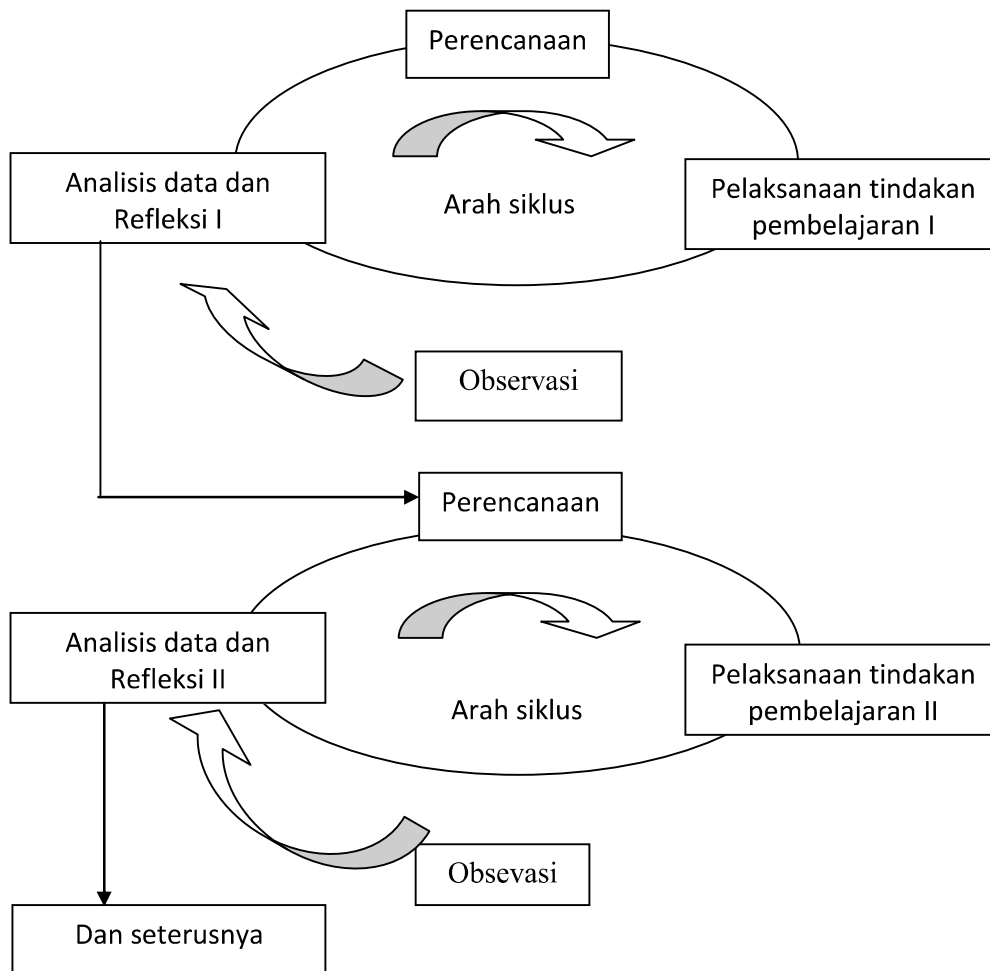 Perencanaan
Analisis data dan
Refleksi I
Arah siklus
Pelaksanaan tindakan
pembelajaran I
Observasi
Perencanaan
Analisis data dan
Refleksi II
Arah siklus
Pelaksanaan tindakan
pembelajaran II
Obsevasi
Dan seterusnya